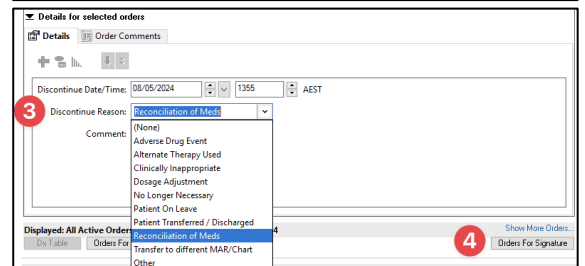 Details for selected orders
Details Order Comments
Discontinue Date/Time: 08/05/2024 1355 AEST
3 Discontinue Reason: Reconciliation of Meds
(None)
Comment:
Adverse Drug Event
Alternate Therapy Used
Clinically Inappropriate
Dosage Adjustment
No Longer Necessary
Patient On Leave
Patient Transferred / Discharged
Displayed: All Active Orders 4 Show More Orders...
Reconciliation of Meds
Dx Table Orders For 4 Orders For Signature
Transfer to different MAR/Chart
Other